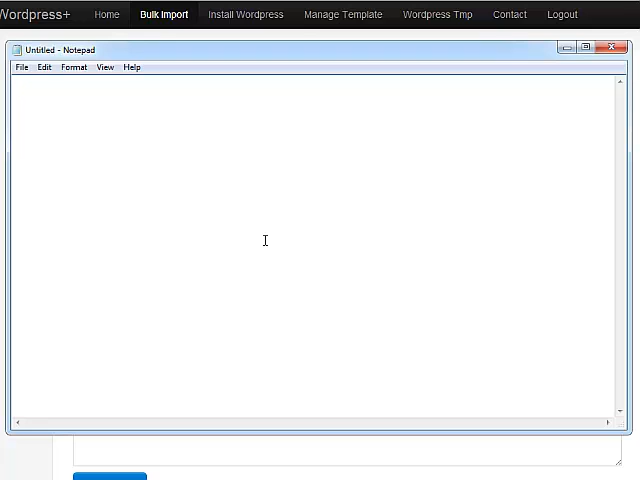 Wordpress+ Home Bulk Import Install Wordpress Manage Template Wordpress Tmp Contact Logout
Untitled - Notepad
File Edit Format View Help